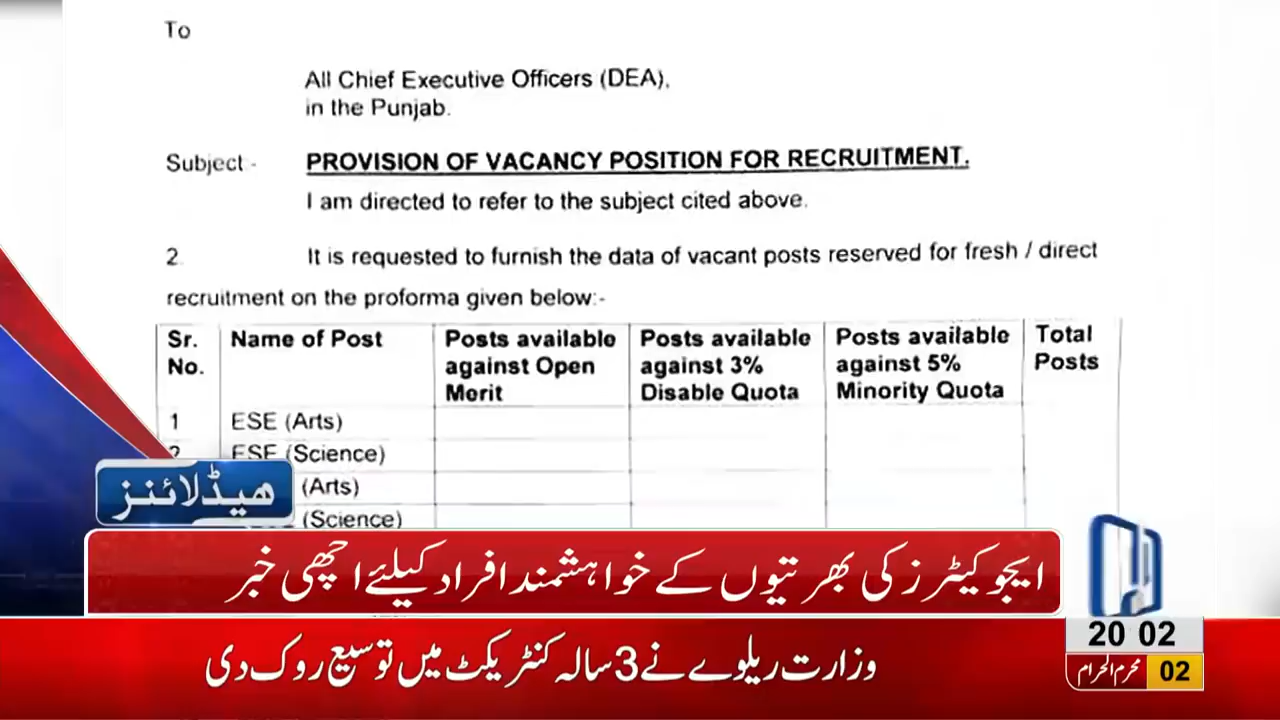 To
All Chief Executive Officers (DEA),
in the Punjab.
Subject:- PROVISION OF VACANCY POSITION FOR RECRUITMENT.
I am directed to refer to the subject cited above.
2 It is requested to furnish the data of vacant posts reserved for fresh / direct
recruitment on the proforma given below:-
Sr. No. Name of Post Posts available against Open Merit Posts available against 3% Disable Quota Posts available against 5% Minority Quota Total Posts
1 ESE (Arts)
2 ESE (Science)
(Arts)
(Science)
ہیڈلائنز
ایجوکیٹرز کی بھرتیوں کے خواہشمند افراد کیلئے اچھی خبر
وزارت ریلوے نے 3 سالہ کنٹریکٹ میں توسیع روک دی
20 02
محرم الحرام 02